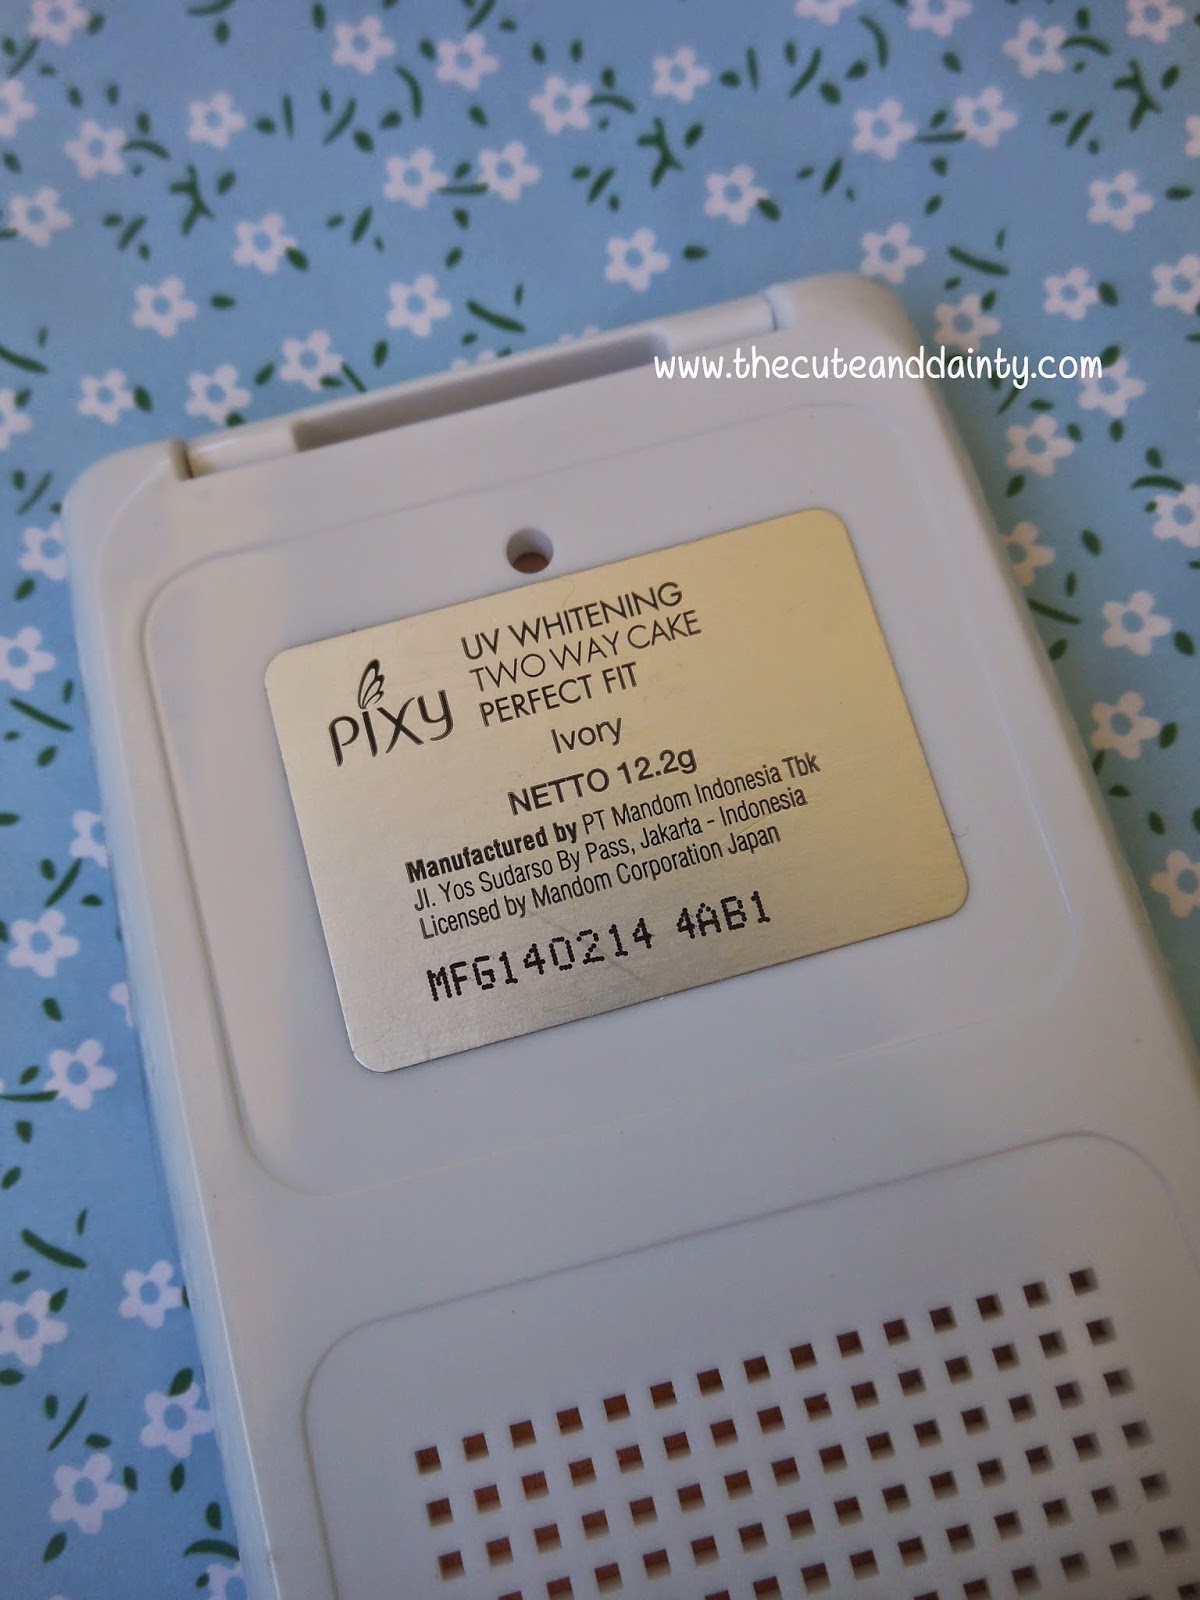 www.thecuteanddainty.com
pixy
UV WHITENING
TWO WAY CAKE
PERFECT FIT
Ivory
NETTO 12.2g
Manufactured by PT Mandom Indonesia Tbk
Jl. Yos Sudarso By Pass, Jakarta - Indonesia
Licensed by Mandom Corporation Japan
MFG140214 4AB1